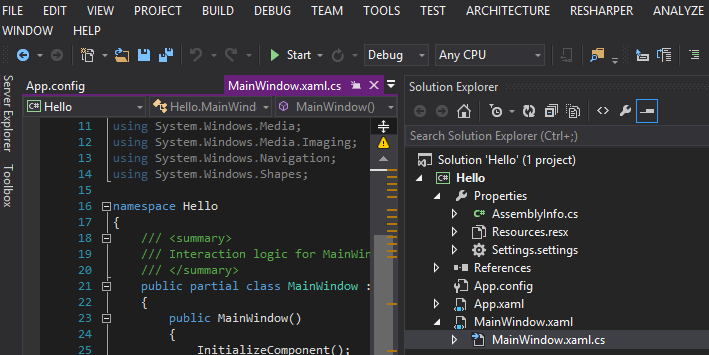 FILE EDIT VIEW PROJECT BUILD DEBUG TEAM TOOLS TEST ARCHITECTURE RESHARPER ANALYZE
WINDOW HELP
Start Debug Any CPU
Server Explorer
Toolbox
App.config MainWindow.xaml.cs
C# Hello Hello.MainWind MainWindow()
11 using System.Windows.Media;
12 using System.Windows.Media.Imaging;
13 using System.Windows.Navigation;
14 using System.Windows.Shapes;
15
16 namespace Hello
17 {
18 /// <summary>
19 /// Interaction logic for MainWin
20 /// </summary>
21 public partial class MainWindow :
22 {
23 public MainWindow()
24 {
25 InitializeComponent();
Solution Explorer
Search Solution Explorer (Ctrl+;)
Solution 'Hello' (1 project)
C# Hello
Properties
C# AssemblyInfo.cs
Resources.resx
Settings.settings
References
App.config
App.xaml
MainWindow.xaml
MainWindow.xaml.cs